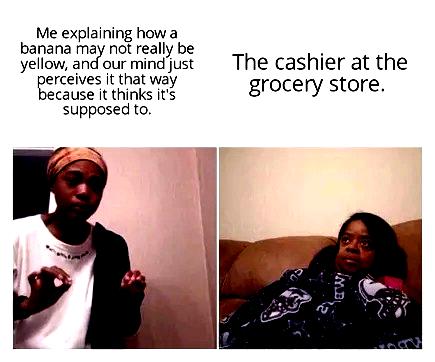 Me explaining how a
banana may not really be
yellow, and our mind just
perceives it that way
because it thinks it's
supposed to.
The cashier at the
grocery store.